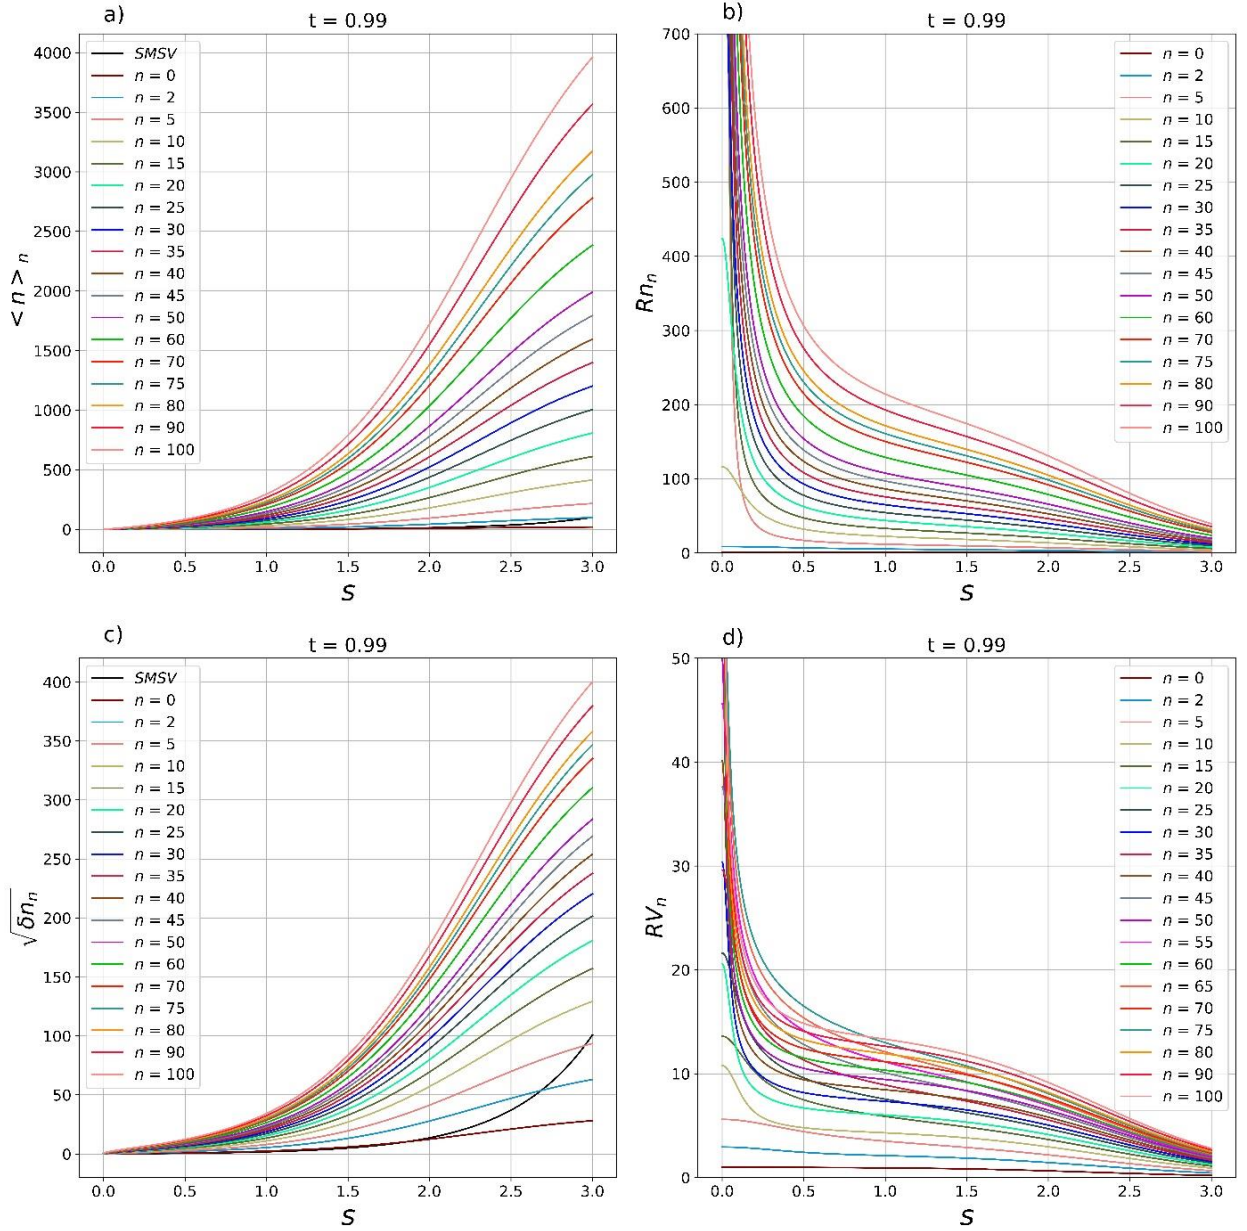 a)
t = 0.99
<n>n
4000
3500
3000
2500
2000
1500
1000
500
0
SMSV
n = 0
n = 2
n = 5
n = 10
n = 15
n = 20
n = 25
n = 30
n = 35
n = 40
n = 45
n = 50
n = 60
n = 70
n = 75
n = 80
n = 90
n = 100
0.0 0.5 1.0 1.5 2.0 2.5 3.0
S
b)
t = 0.99
Rnn
700
600
500
400
300
200
100
0
n = 0
n = 2
n = 5
n = 10
n = 15
n = 20
n = 25
n = 30
n = 35
n = 40
n = 45
n = 50
n = 60
n = 70
n = 75
n = 80
n = 90
n = 100
0.0 0.5 1.0 1.5 2.0 2.5 3.0
S
c)
t = 0.99
√δnn
400
350
300
250
200
150
100
50
0
SMSV
n = 0
n = 2
n = 5
n = 10
n = 15
n = 20
n = 25
n = 30
n = 35
n = 40
n = 45
n = 50
n = 60
n = 70
n = 75
n = 80
n = 90
n = 100
0.0 0.5 1.0 1.5 2.0 2.5 3.0
S
d)
t = 0.99
RVn
50
40
30
20
10
0
n = 0
n = 2
n = 5
n = 10
n = 15
n = 20
n = 25
n = 30
n = 35
n = 40
n = 45
n = 50
n = 55
n = 60
n = 65
n = 70
n = 75
n = 80
n = 90
n = 100
0.0 0.5 1.0 1.5 2.0 2.5 3.0
S